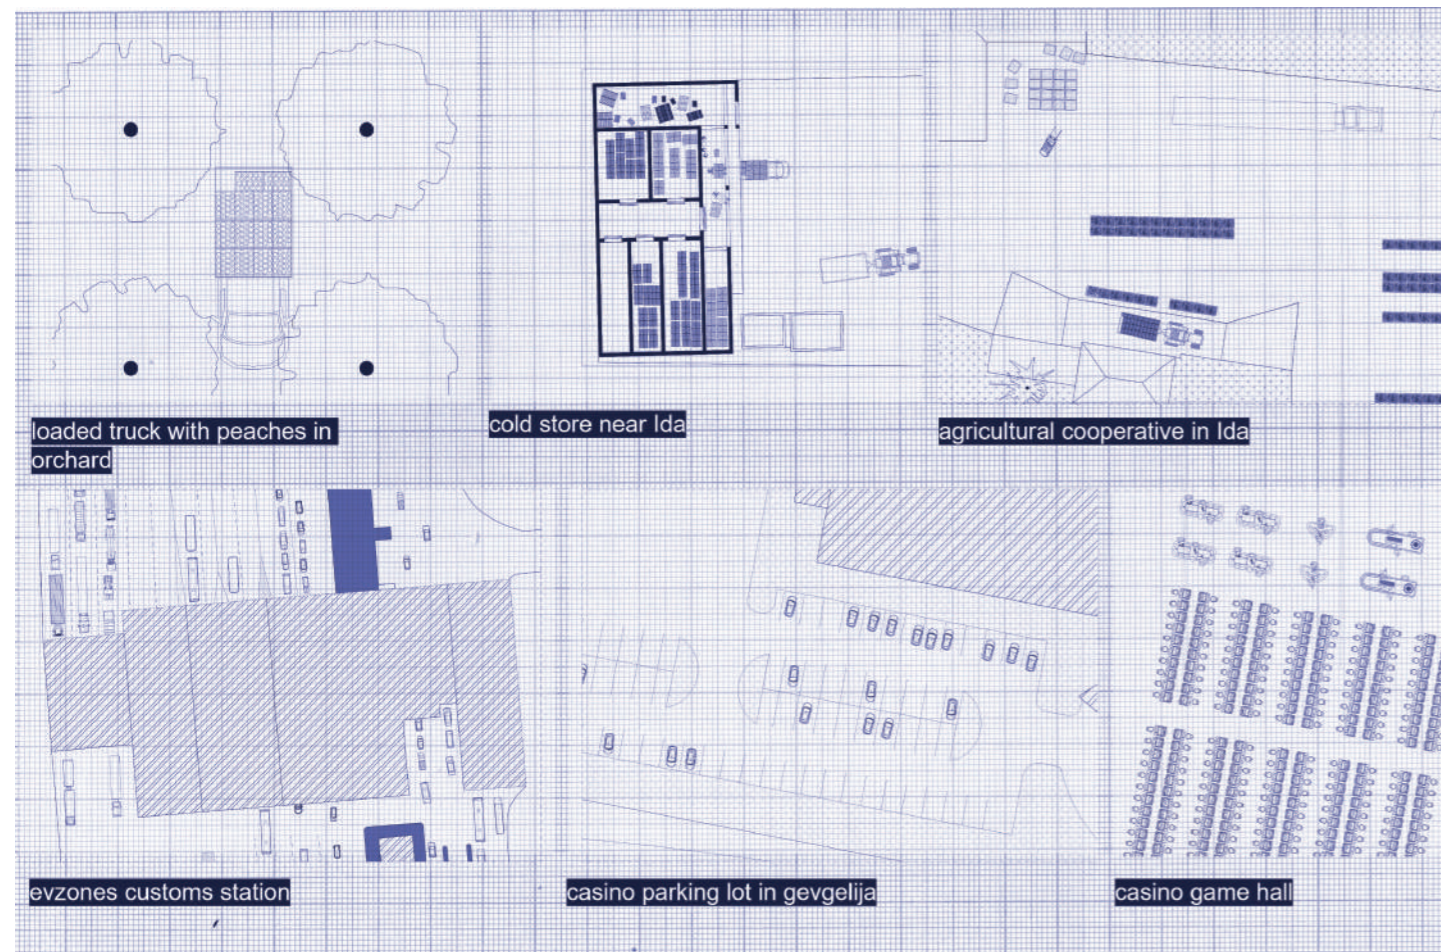 loaded truck with peaches in
orchard
cold store near Ida
agricultural cooperative in Ida
evzones customs station
casino parking lot in gevgelija
casino game hall